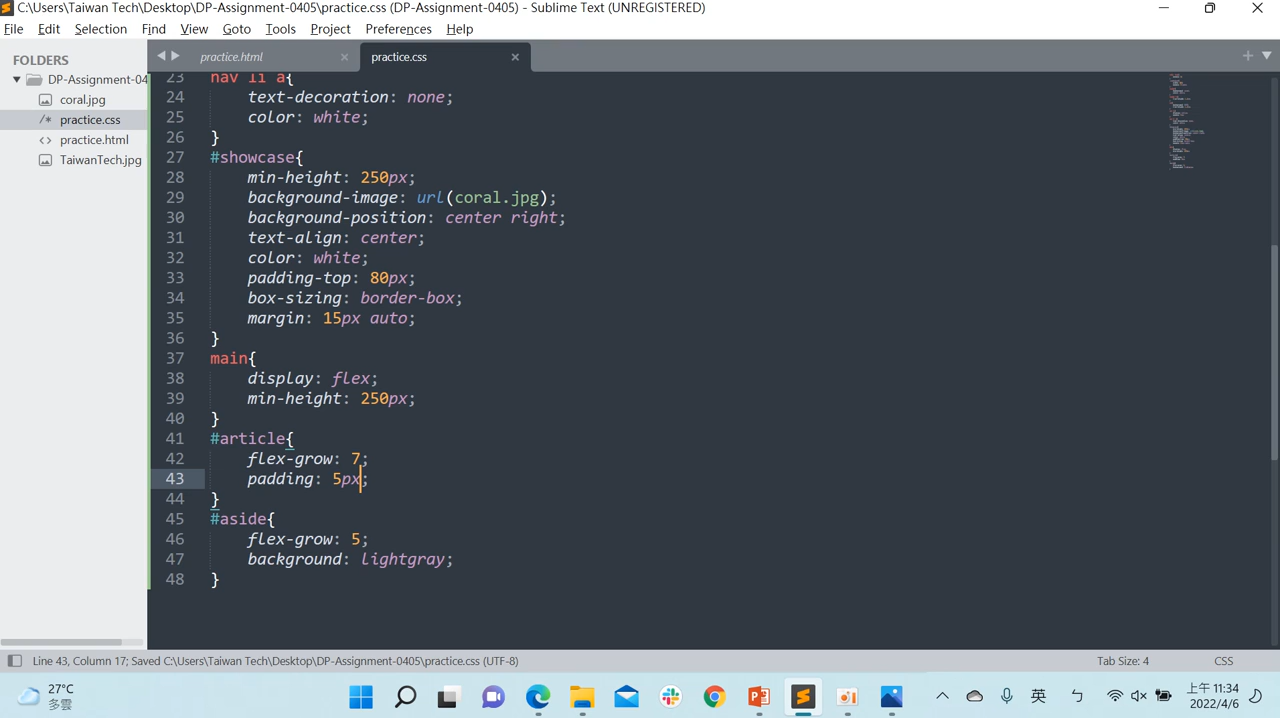 C:\Users\Taiwan Tech\Desktop\DP-Assignment-0405\practice.css (DP-Assignment-0405) - Sublime Text (UNREGISTERED)
File Edit Selection Find View Goto Tools Project Preferences Help
FOLDERS
DP-Assignment-04
coral.jpg
/* practice.css
<> practice.html
TaiwanTech.jpg
practice.html
practice.css
23 nav li a{
24 text-decoration: none;
25 color: white;
26 }
27 #showcase{
28 min-height: 250px;
29 background-image: url(coral.jpg);
30 background-position: center right;
31 text-align: center;
32 color: white;
33 padding-top: 80px;
34 box-sizing: border-box;
35 margin: 15px auto;
36 }
37 main{
38 display: flex;
39 min-height: 250px;
40 }
41 #article{
42 flex-grow: 7;
43 padding: 5px;
44 }
45 #aside{
46 flex-grow: 5;
47 background: lightgray;
48 }
Line 43, Column 17; Saved C:\Users\Taiwan Tech\Desktop\DP-Assignment-0405\practice.css (UTF-8)
Tab Size: 4
CSS
27°C
多雲
英
上午 11:34
2022/4/6